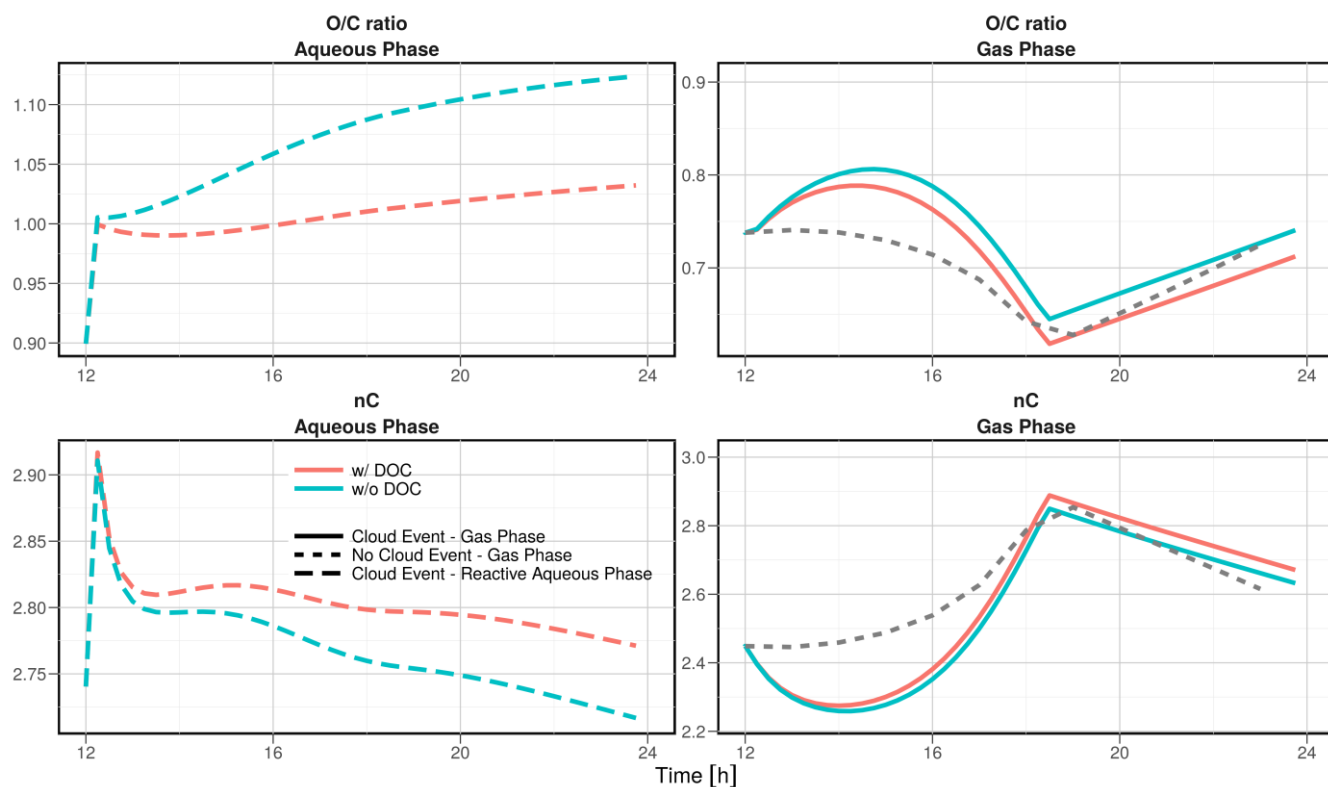 O/C ratio
Aqueous Phase
1.10
1.05
1.00
0.95
0.90
12
16
20
24
O/C ratio
Gas Phase
0.9
0.8
0.7
12
16
20
24
nC
Aqueous Phase
2.90
2.85
2.80
2.75
w/ DOC
w/o DOC
Cloud Event - Gas Phase
No Cloud Event - Gas Phase
Cloud Event - Reactive Aqueous Phase
12
16
20
24
nC
Gas Phase
3.0
2.8
2.6
2.4
2.2
12
16
20
24
Time [h]